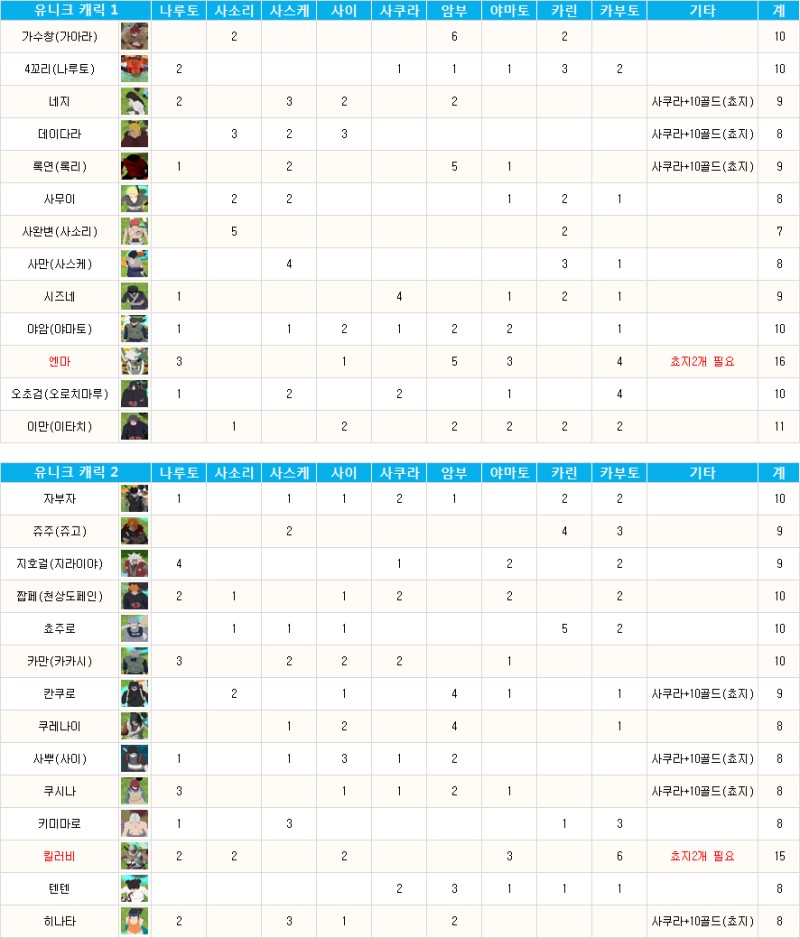 유니크 캐릭 1 나루토 사소리 사스케 사이 사쿠라 암부 야마토 카린 카부토 기타 계
가수창(가아라) 2 6 2 10
4꼬리(나루토) 2 1 1 1 3 2 10
네지 2 3 2 2 사쿠라+10골드(쵸지) 9
데이다라 3 2 3 사쿠라+10골드(쵸지) 8
록연(록리) 1 2 5 1 사쿠라+10골드(쵸지) 9
사무이 2 2 1 2 1 8
사완변(사소리) 5 2 7
사만(사스케) 4 3 1 8
시즈네 1 4 1 2 1 9
야암(야마토) 1 1 2 1 2 2 1 10
엔마 3 1 5 3 4 쵸지2개 필요 16
오초검(오로치마루) 1 2 2 1 4 10
이만(이타치) 1 2 2 2 2 2 11
유니크 캐릭 2 나루토 사소리 사스케 사이 사쿠라 암부 야마토 카린 카부토 기타 계
자부자 1 1 1 2 1 2 2 10
쥬주(쥬고) 2 4 3 9
지호걸(지라이야) 4 1 2 2 9
짭페(천상도페인) 2 1 1 2 2 2 10
쵸주로 1 1 1 5 2 10
카만(카카시) 3 2 2 2 1 10
칸쿠로 2 1 4 1 1 사쿠라+10골드(쵸지) 9
쿠레나이 1 2 4 1 8
사뿌(사이) 1 1 3 1 2 사쿠라+10골드(쵸지) 8
쿠시나 3 1 1 2 1 사쿠라+10골드(쵸지) 8
키미마로 1 3 1 3 8
킬러비 2 2 2 3 6 쵸지2개 필요 15
텐텐 2 3 1 1 1 8
히나타 2 3 1 2 사쿠라+10골드(쵸지) 8